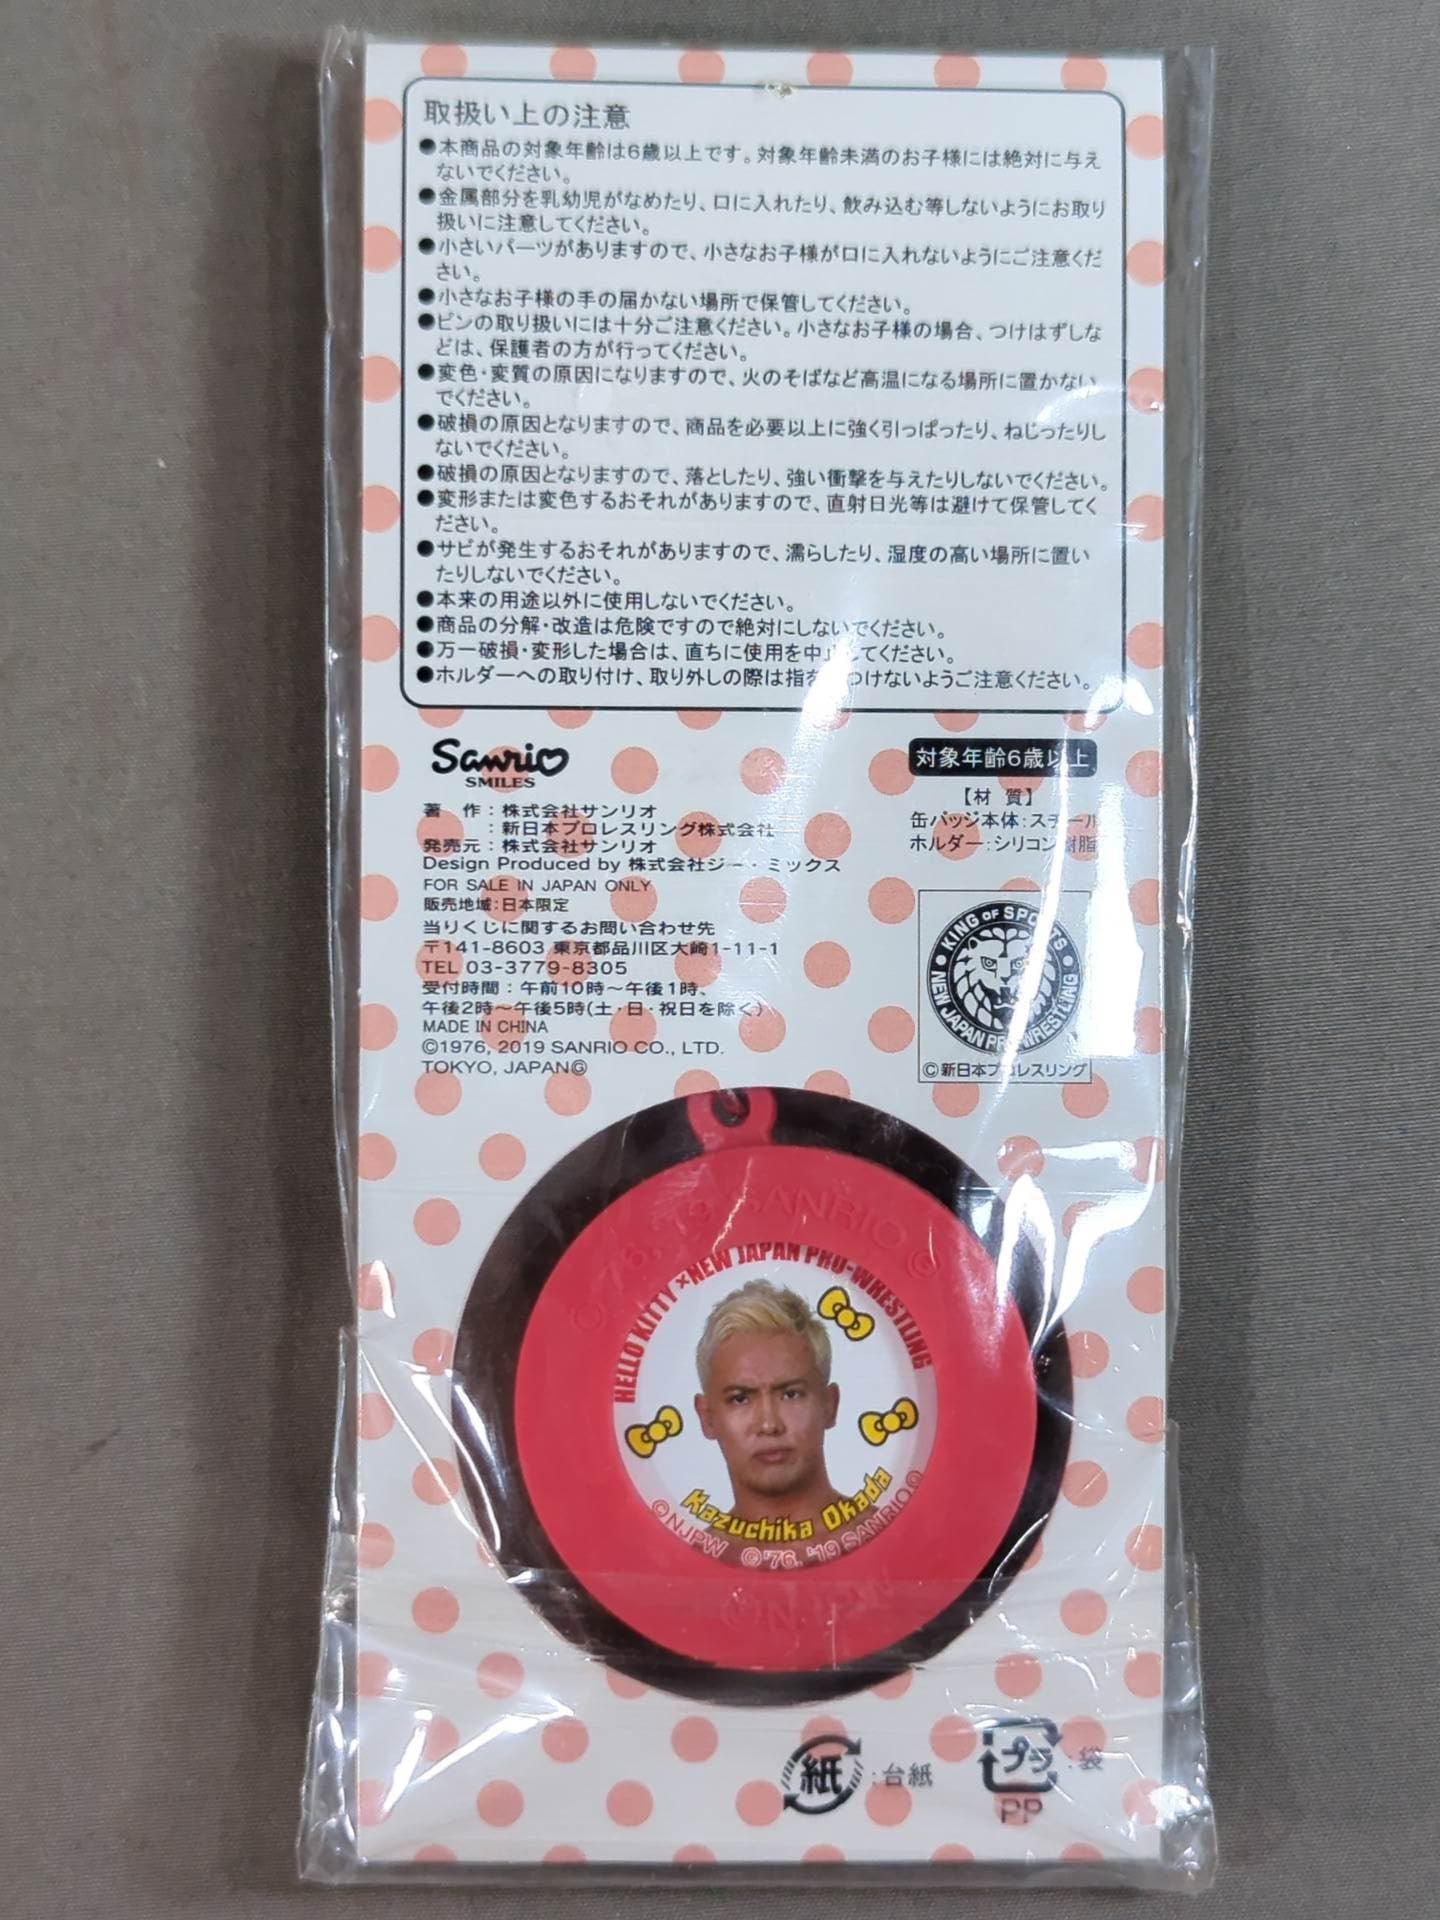 取扱い上の注意
●本商品の対象年齢は6歳以上です。対象年齢未満のお子様には絶対に与え
ないでください。
●金属部分を乳幼児がなめたり、口に入れたり、飲み込む等しないようにお取り
扱いに注意してください。
●小さいパーツがありますので、小さなお子様が口に入れないようにご注意くだ
さい。
●小さなお子様の手の届かない場所で保管してください。
●ピンの取り扱いには十分ご注意ください。小さなお子様の場合、つけはずしな
どは、保護者の方が行ってください。
●変色・変質の原因になりますので、火のそばなど高温になる場所に置かない
でください。
●破損の原因となりますので、商品を必要以上に強く引っぱったり、ねじったりし
ないでください。
●破損の原因となりますので、落としたり、強い衝撃を与えたりしないでください。
●変形または変色するおそれがありますので、直射日光等は避けて保管してく
ださい。
●サビが発生するおそれがありますので、濡らしたり、湿度の高い場所に置い
たりしないでください。
●本来の用途以外に使用しないでください。
●商品の分解・改造は危険ですので絶対にしないでください。
●万一破損・変形した場合は、直ちに使用を中止してください。
●ホルダーへの取り付け、取り外しの際は指を つけないようご注意ください。
Sanrio
SMILES
著 作：株式会社サンリオ
：新日本プロレスリング株式会社
発売元：株式会社サンリオ
Design Produced by 株式会社ジー・ミックス
FOR SALE IN JAPAN ONLY
販売地域：日本限定
当りくじに関するお問い合わせ先
〒141-8603 東京都品川区大崎1-11-1
TEL 03-3779-8305
受付時間：午前10時〜午後1時、
午後2時〜午後5時(土・日・祝日を除く)
MADE IN CHINA
©1976, 2019 SANRIO CO., LTD.
TOKYO, JAPAN Ⓖ
対象年齢6歳以上
【材 質】
缶バッジ本体：スチール
ホルダー：シリコン樹脂
KING OF SPORTS
NEW JAPAN PRO-WRESTLING
©新日本プロレスリング
©'76, '19 SANRIO Ⓖ
HELLO KITTY×NEW JAPAN PRO-WRESTLING
Kazuchika Okada
©NJPW ©'76, '19 SANRIO Ⓖ
©NJPW
紙：台紙
プラ：袋
PP